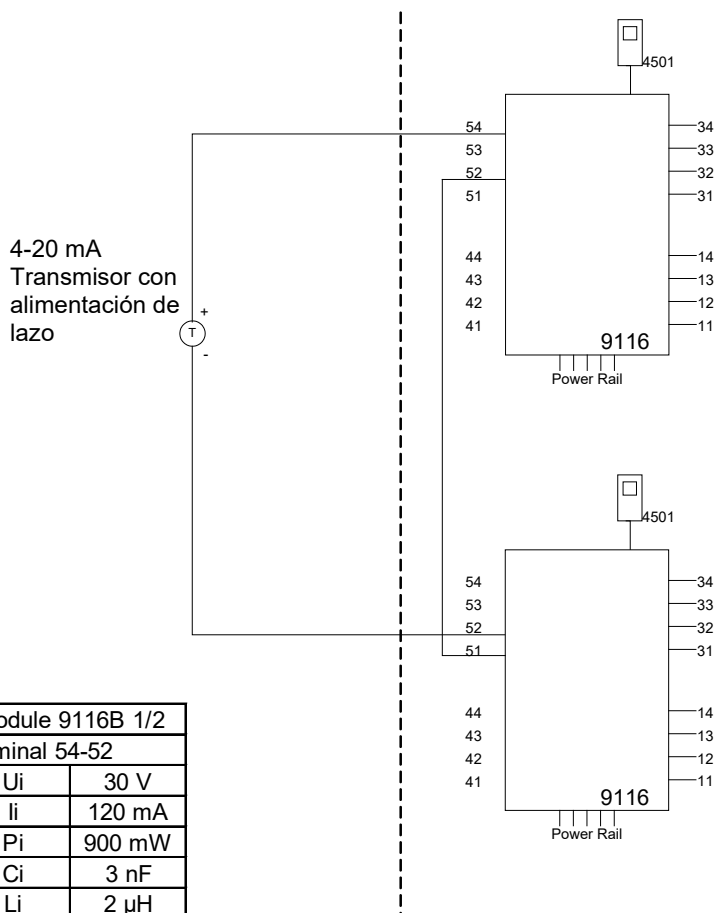 4501
54
34
53
33
52
32
51
31
44
14
43
13
42
12
41
11
9116
Power Rail
4-20 mA
Transmisor con
alimentación de
lazo
+
T
-
4501
54
34
53
33
52
32
51
31
44
14
43
13
42
12
41
11
9116
Power Rail
odule 9116B 1/2
minal 54-52
Ui 30 V
Ii 120 mA
Pi 900 mW
Ci 3 nF
Li 2 µH